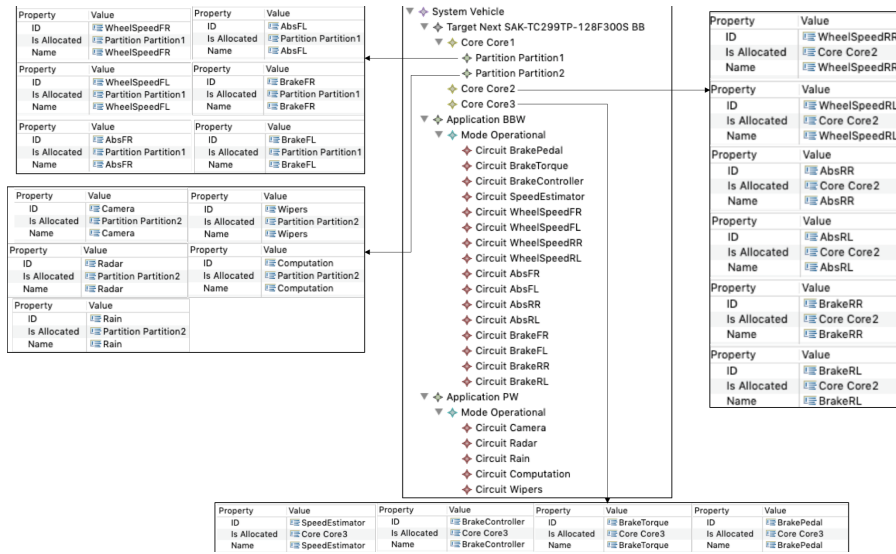 Property Value Property Value
ID WheelSpeedFR ID AbsFL
Is Allocated Partition Partition1 Is Allocated Partition Partition1
Name WheelSpeedFR Name AbsFL
Property Value Property Value
ID WheelSpeedFL ID BrakeFR
Is Allocated Partition Partition1 Is Allocated Partition Partition1
Name WheelSpeedFL Name BrakeFR
Property Value Property Value
ID AbsFR ID BrakeFL
Is Allocated Partition Partition1 Is Allocated Partition Partition1
Name AbsFR Name BrakeFL
Property Value Property Value
ID Camera ID Wipers
Is Allocated Partition Partition2 Is Allocated Partition Partition2
Name Camera Name Wipers
Property Value Property Value
ID Radar ID Computation
Is Allocated Partition Partition2 Is Allocated Partition Partition2
Name Radar Name Computation
Property Value
ID Rain
Is Allocated Partition Partition2
Name Rain
System Vehicle
Target Next SAK-TC299TP-128F300S BB
Core Core1
Partition Partition1
Partition Partition2
Core Core2
Core Core3
Application BBW
Mode Operational
Circuit BrakePedal
Circuit BrakeTorque
Circuit BrakeController
Circuit SpeedEstimator
Circuit WheelSpeedFR
Circuit WheelSpeedFL
Circuit WheelSpeedRR
Circuit WheelSpeedRL
Circuit AbsFR
Circuit AbsFL
Circuit AbsRR
Circuit AbsRL
Circuit BrakeFR
Circuit BrakeFL
Circuit BrakeRR
Circuit BrakeRL
Application PW
Mode Operational
Circuit Camera
Circuit Radar
Circuit Rain
Circuit Computation
Circuit Wipers
Property Value
ID WheelSpeedRR
Is Allocated Core Core2
Name WheelSpeedRR
Property Value
ID WheelSpeedRL
Is Allocated Core Core2
Name WheelSpeedRL
Property Value
ID AbsRR
Is Allocated Core Core2
Name AbsRR
Property Value
ID AbsRL
Is Allocated Core Core2
Name AbsRL
Property Value
ID BrakeRR
Is Allocated Core Core2
Name BrakeRR
Property Value
ID BrakeRL
Is Allocated Core Core2
Name BrakeRL
Property Value Property Value Property Value Property Value
ID SpeedEstimator ID BrakeController ID BrakeTorque ID BrakePedal
Is Allocated Core Core3 Is Allocated Core Core3 Is Allocated Core Core3 Is Allocated Core Core3
Name SpeedEstimator Name BrakeController Name BrakeTorque Name BrakePedal